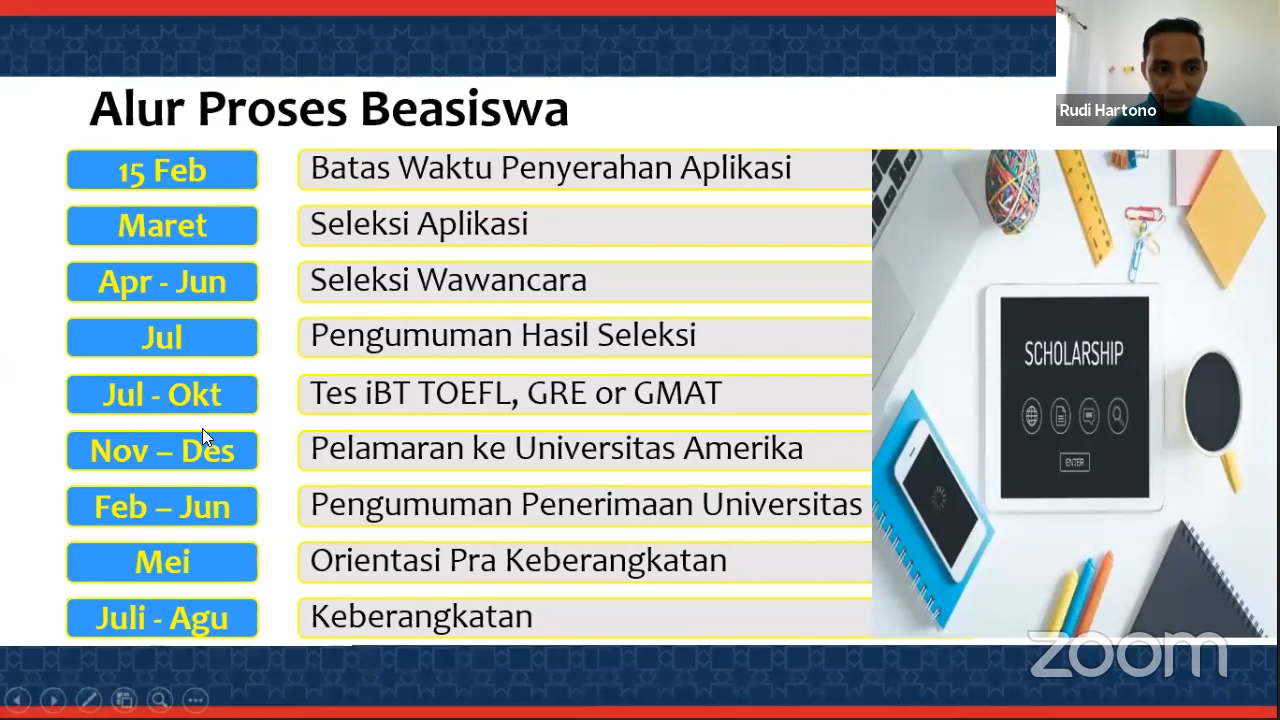 Rudi Hartono
Alur Proses Beasiswa
15 Feb
Batas Waktu Penyerahan Aplikasi
Maret
Seleksi Aplikasi
Apr - Jun
Seleksi Wawancara
Jul
Pengumuman Hasil Seleksi
Jul - Okt
Tes iBT TOEFL, GRE or GMAT
Nov – Des
Pelamaran ke Universitas Amerika
Feb – Jun
Pengumuman Penerimaan Universitas
Mei
Orientasi Pra Keberangkatan
Juli - Agu
Keberangkatan
SCHOLARSHIP
ENTER
zoom